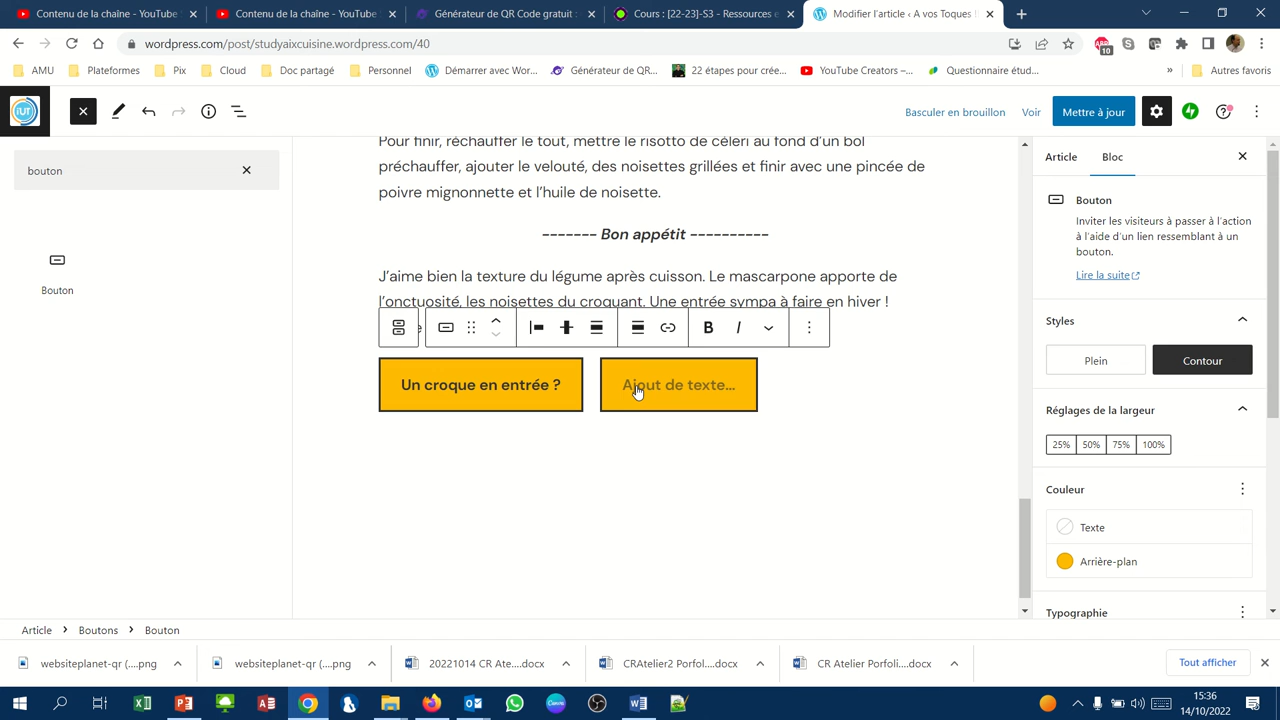 Contenu de la chaîne - YouTube S
Contenu de la chaîne - YouTube S
Générateur de QR Code gratuit :
Cours : [22-23]-S3 - Ressources e
Modifier l'article ‹ A vos Toques !!
wordpress.com/post/studyaixcuisine.wordpress.com/40
ABP
10
AMU
Plateformes
Pix
Cloud
Doc partagé
Personnel
Démarrer avec Wor...
Générateur de QR...
22 étapes pour crée...
YouTube Creators –...
Questionnaire étud...
»
Autres favoris
iUT
Basculer en brouillon
Voir
Mettre à jour
bouton
Bouton
Pour finir, réchauffer le tout, mettre le risotto de céleri au fond d'un bol
préchauffer, ajouter le velouté, des noisettes grillées et finir avec une pincée de
poivre mignonnette et l'huile de noisette.
------- Bon appétit ----------
J'aime bien la texture du légume après cuisson. Le mascarpone apporte de
l'onctuosité, les noisettes du croquant. Une entrée sympa à faire en hiver !
B I
Un croque en entrée ?
Ajout de texte...
Article
Bloc
Bouton
Inviter les visiteurs à passer à l'action
à l'aide d'un lien ressemblant à un
bouton.
Lire la suite
Styles
Plein
Contour
Réglages de la largeur
25% 50% 75% 100%
Couleur
Texte
Arrière-plan
Typographie
Article > Boutons > Bouton
websiteplanet-qr (....png
websiteplanet-qr (....png
20221014 CR Ate....docx
CRAtelier2 Porfol....docx
CR Atelier Porfoli....docx
Tout afficher
15:36
14/10/2022